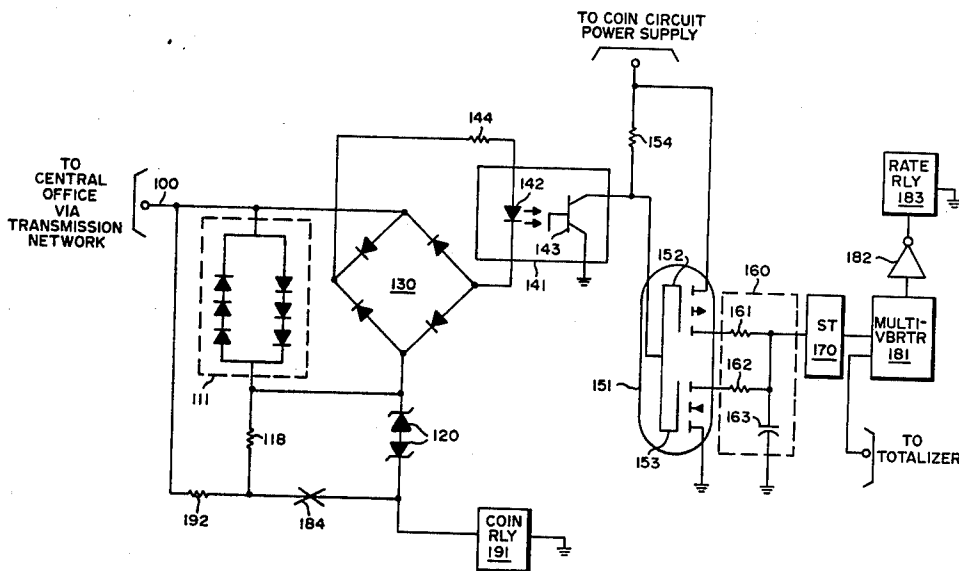 TO COIN CIRCUIT
POWER SUPPLY
144
154
RATE
RLY
183
TO
CENTRAL
OFFICE
VIA
TRANSMISSION
NETWORK
100
142
143
141
130
152
160
182
161
ST
170
MULTI-
VBRTR
181
111
151
162
163
118
120
153
TO
TOTALIZER
192
184
COIN
RLY
191